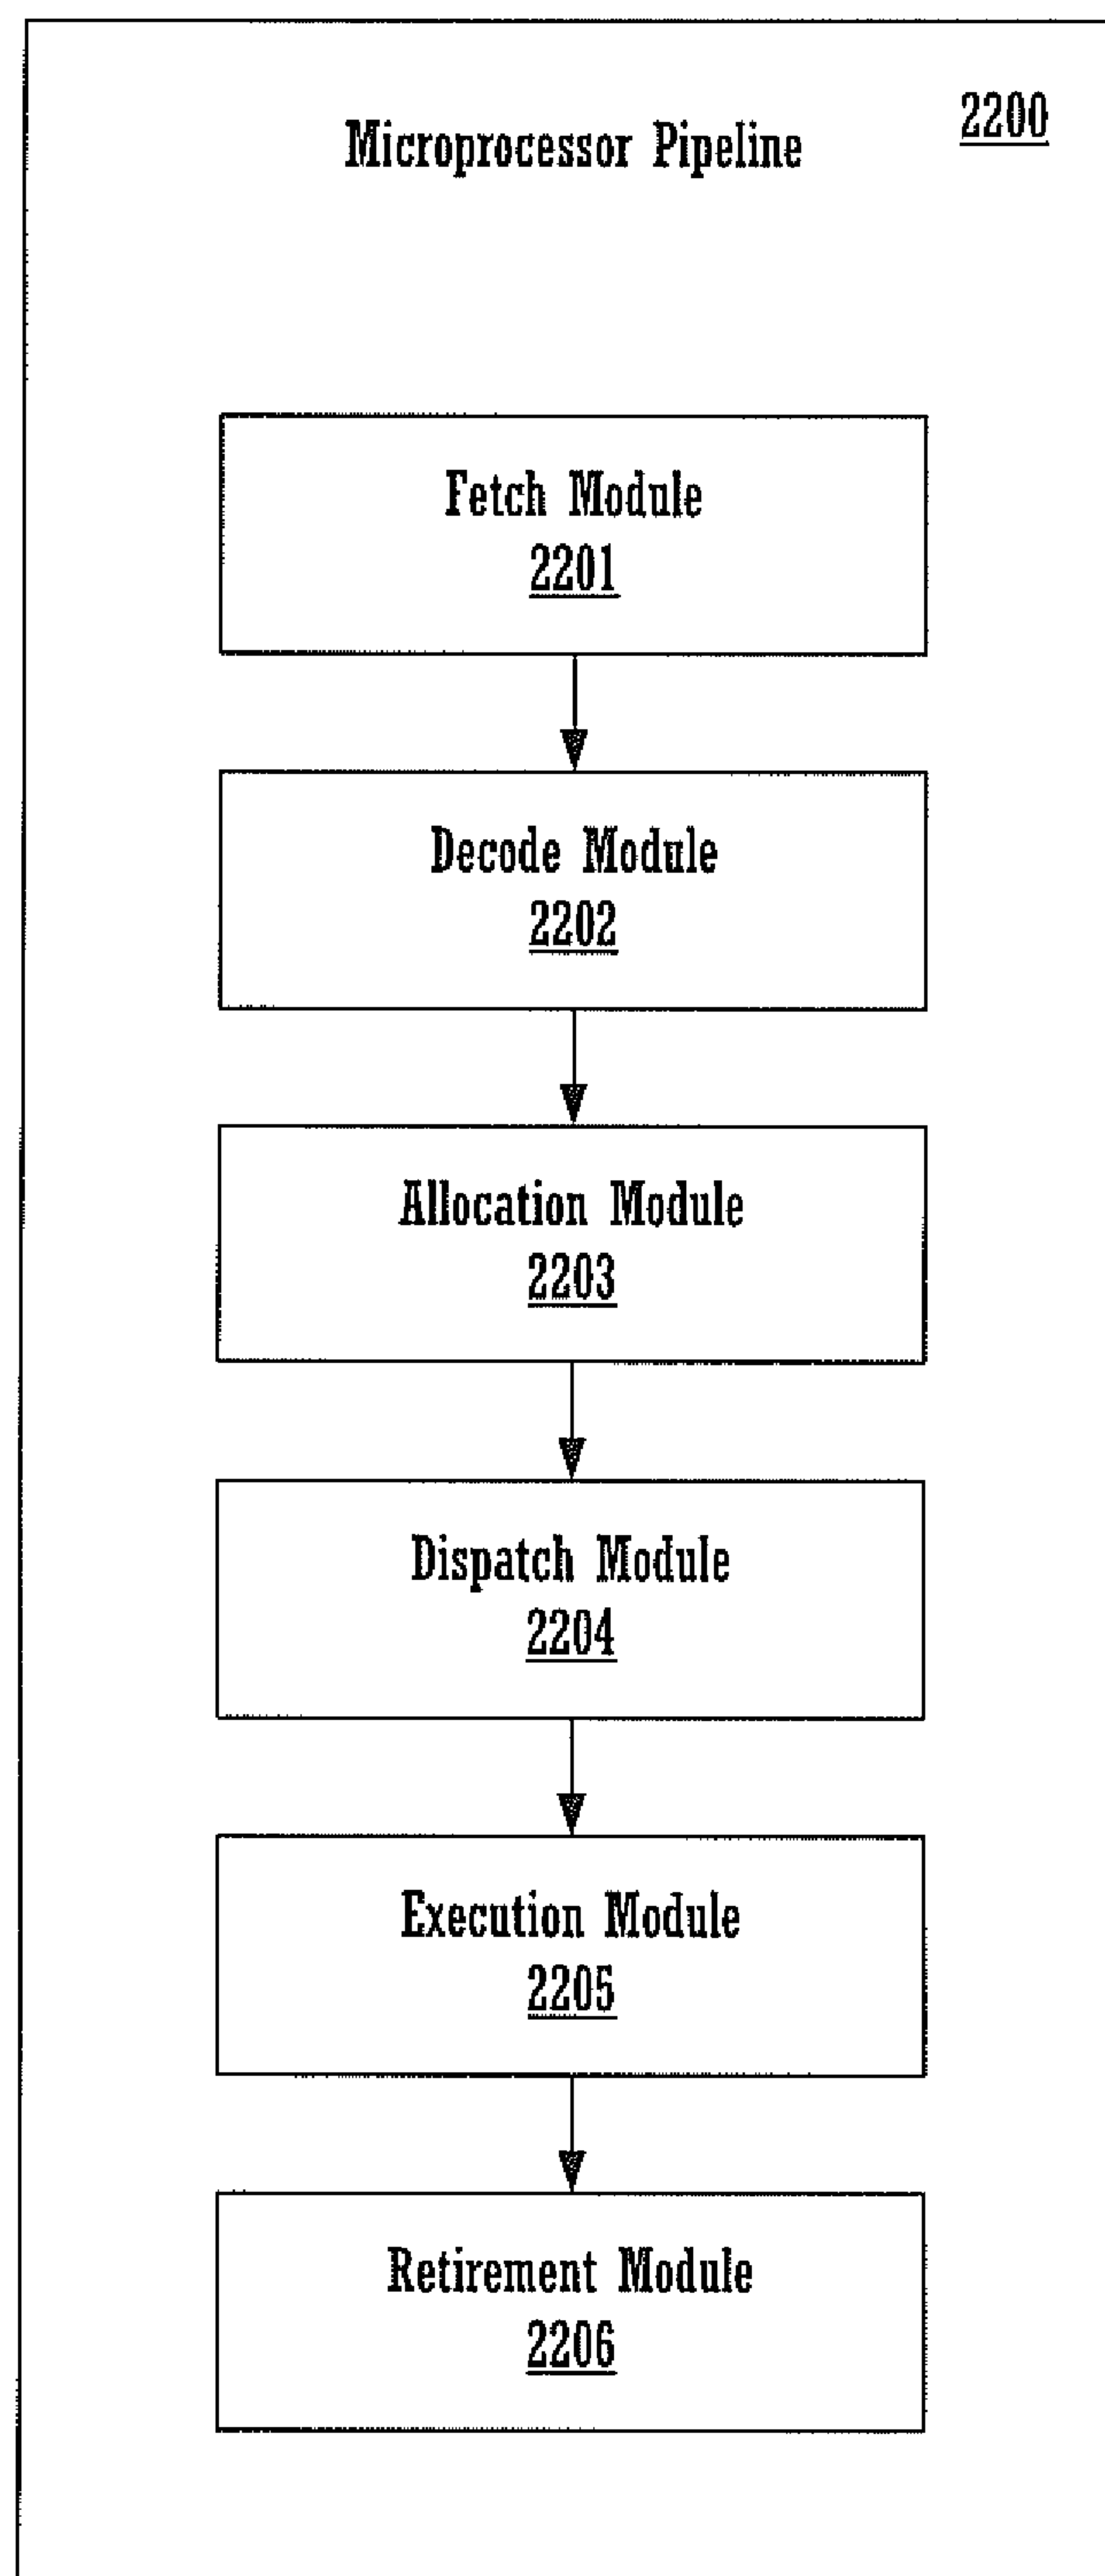 2200
Microprocessor Pipeline
Fetch Module
2201
Decode Module
2202
Allocation Module
2203
Dispatch Module
2204
Execution Module
2205
Retirement Module
2206